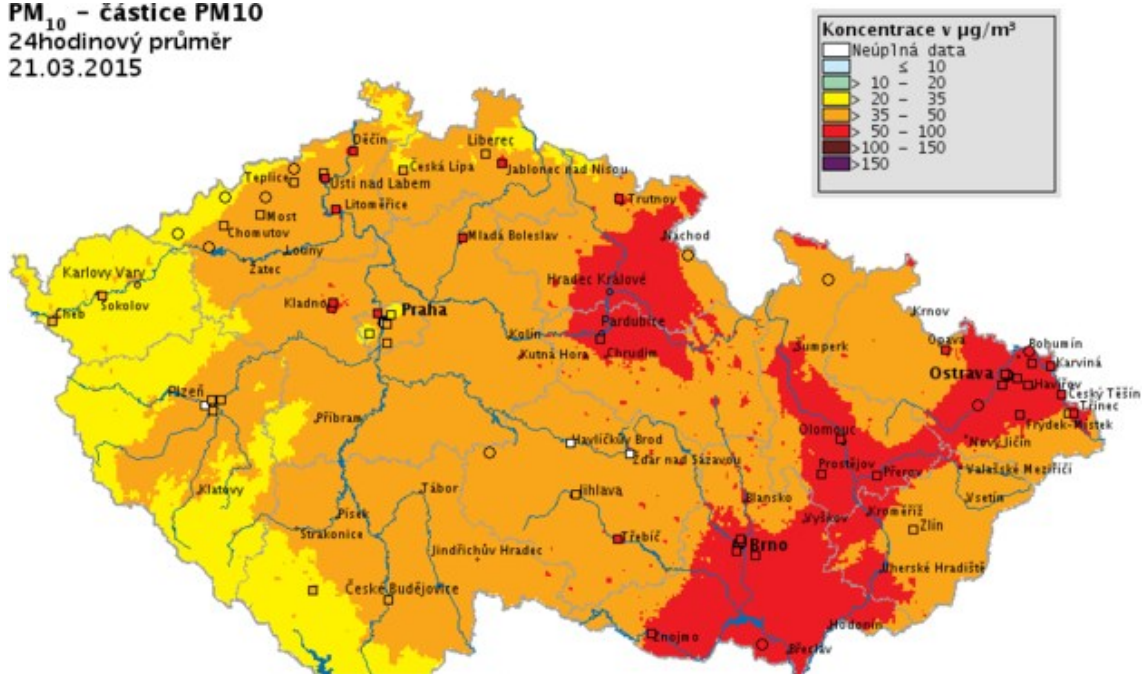 PM10 – částice PM10
24hodinový průměr
21.03.2015
Koncentrace v µg/m³
Neúplná data
≤ 10
> 10 - 20
> 20 - 35
> 35 - 50
> 50 - 100
>100 - 150
>150
Děčín
Liberec
Teplice
Ústí nad Labem
Česká Lípa
Jablonec nad Nisou
Litoměřice
Trutnov
Most
Chomutov
Mladá Boleslav
Náchod
Louny
Žatec
Karlovy Vary
Sokolov
Cheb
Hradec Králové
Kladno
Praha
Krnov
Pardubice
Kolín
Opava
Bohumín
Kutná Hora
Chrudim
Šumperk
Karviná
Ostrava
Havířov
Český Těšín
Plzeň
Třinec
Příbram
Frýdek-Místek
Olomouc
Havlíčkův Brod
Nový Jičín
Žďár nad Sázavou
Prostějov
Přerov
Valašské Meziříčí
Klatovy
Tábor
Jihlava
Blansko
Vsetín
Písek
Vyškov
Kroměříž
Strakonice
Zlín
Třebíč
Brno
Jindřichův Hradec
Uherské Hradiště
České Budějovice
Hodonín
Znojmo
Břeclav